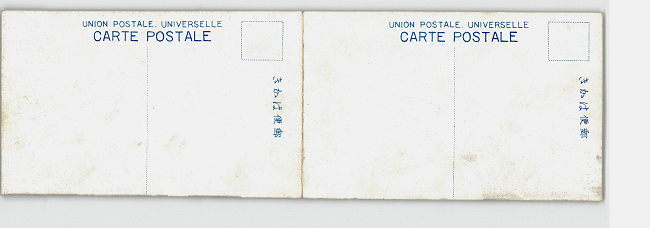 UNION POSTALE, UNIVERSELLE
CARTE POSTALE
きかは便郵
UNION POSTALE, UNIVERSELLE
CARTE POSTALE
きかは便郵